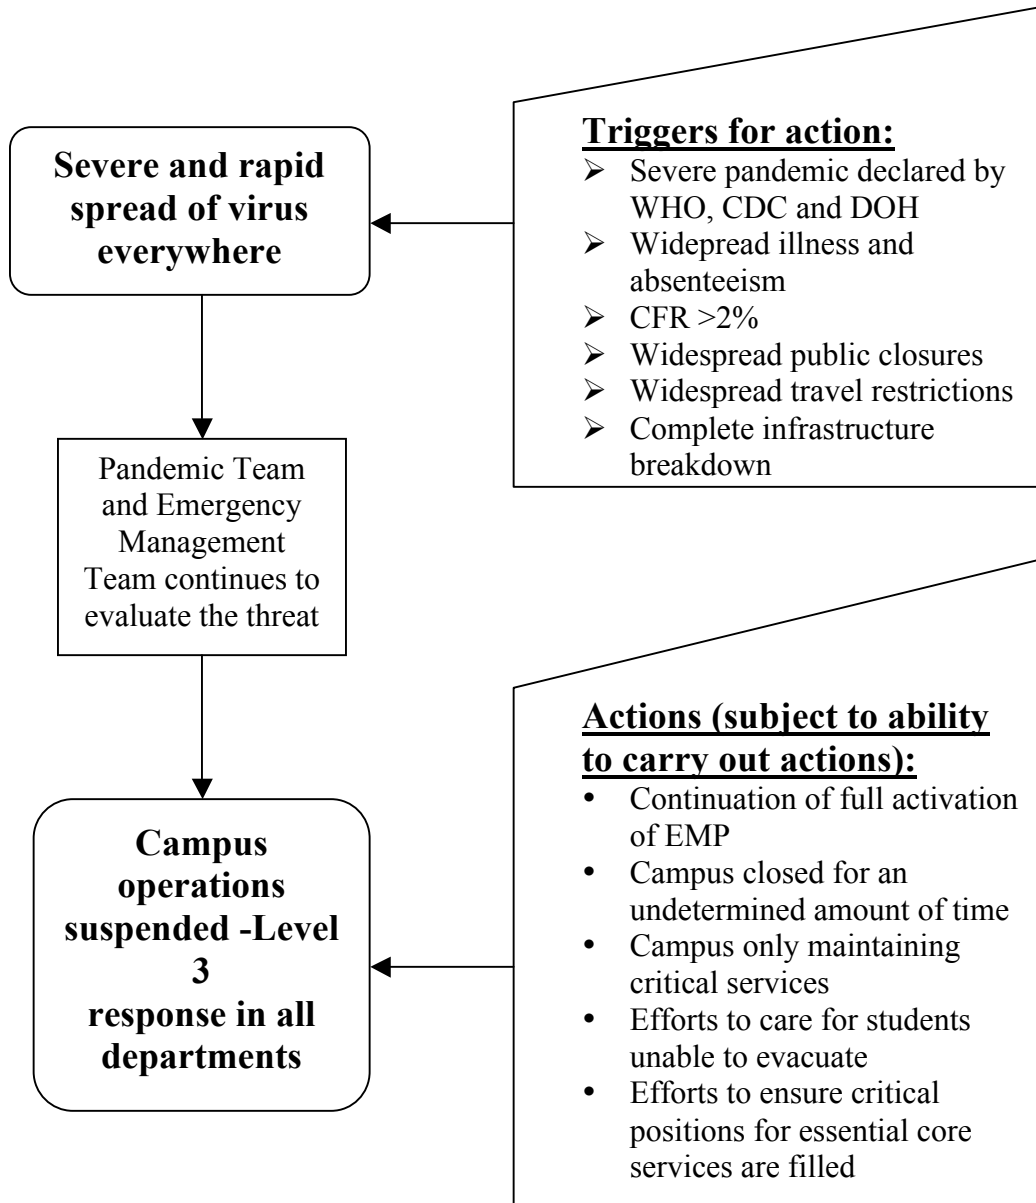 Severe and rapid
spread of virus
everywhere
Triggers for action:
➢ Severe pandemic declared by
WHO, CDC and DOH
➢ Widepread illness and
absenteeism
➢ CFR >2%
➢ Widespread public closures
➢ Widespread travel restrictions
➢ Complete infrastructure
breakdown
Pandemic Team
and Emergency
Management
Team continues to
evaluate the threat
Campus
operations
suspended -Level
3
response in all
departments
Actions (subject to ability
to carry out actions):
• Continuation of full activation
of EMP
• Campus closed for an
undetermined amount of time
• Campus only maintaining
critical services
• Efforts to care for students
unable to evacuate
• Efforts to ensure critical
positions for essential core
services are filled